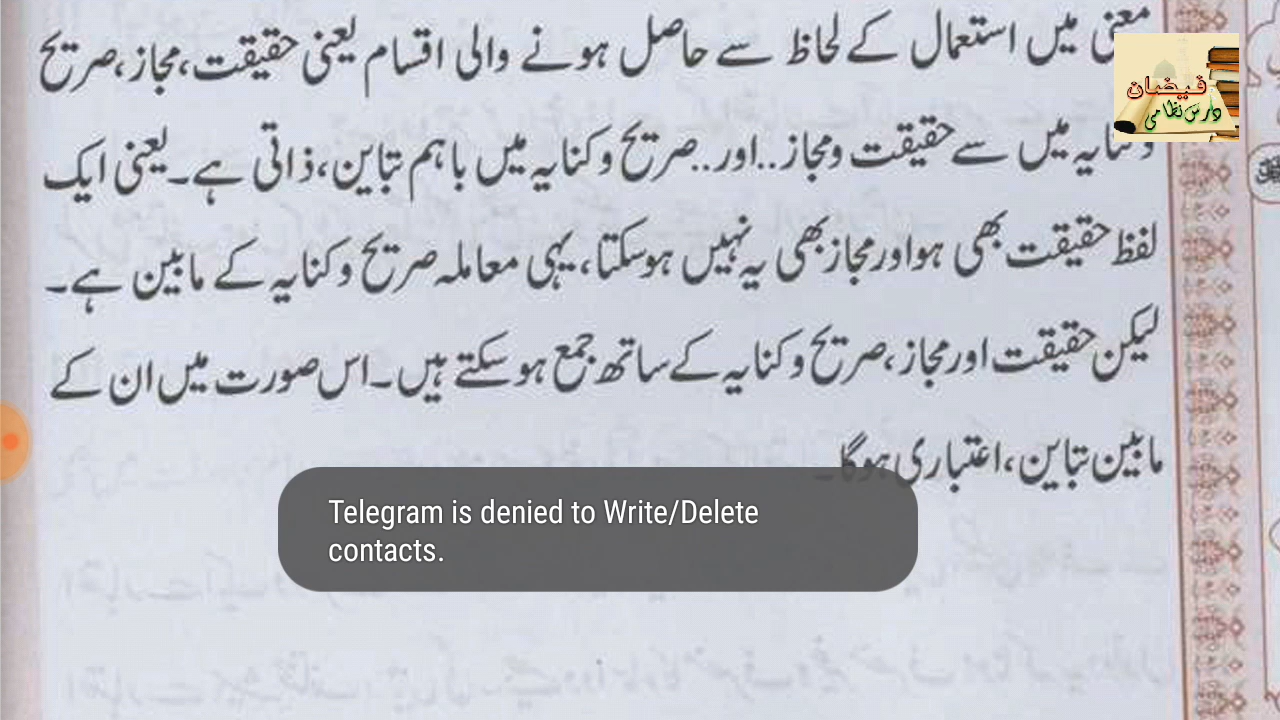 معنی میں استعمال کے لحاظ سے حاصل ہونے والی اقسام یعنی حقیقت، مجاز، صریح
وکنایہ میں سے حقیقت ومجاز..اور..صریح وکنایہ میں باہم تباین، ذاتی ہے۔ یعنی ایک
لفظ حقیقت بھی ہو اور مجاز بھی یہ نہیں ہوسکتا، یہی معاملہ صریح وکنایہ کے مابین ہے۔
لیکن حقیقت اور مجاز، صریح وکنایہ کے ساتھ جمع ہوسکتے ہیں۔ اس صورت میں ان کے
مابین تباین، اعتباری ہوگا۔
فیضان
درس نظامی
Telegram is denied to Write/Delete
contacts.